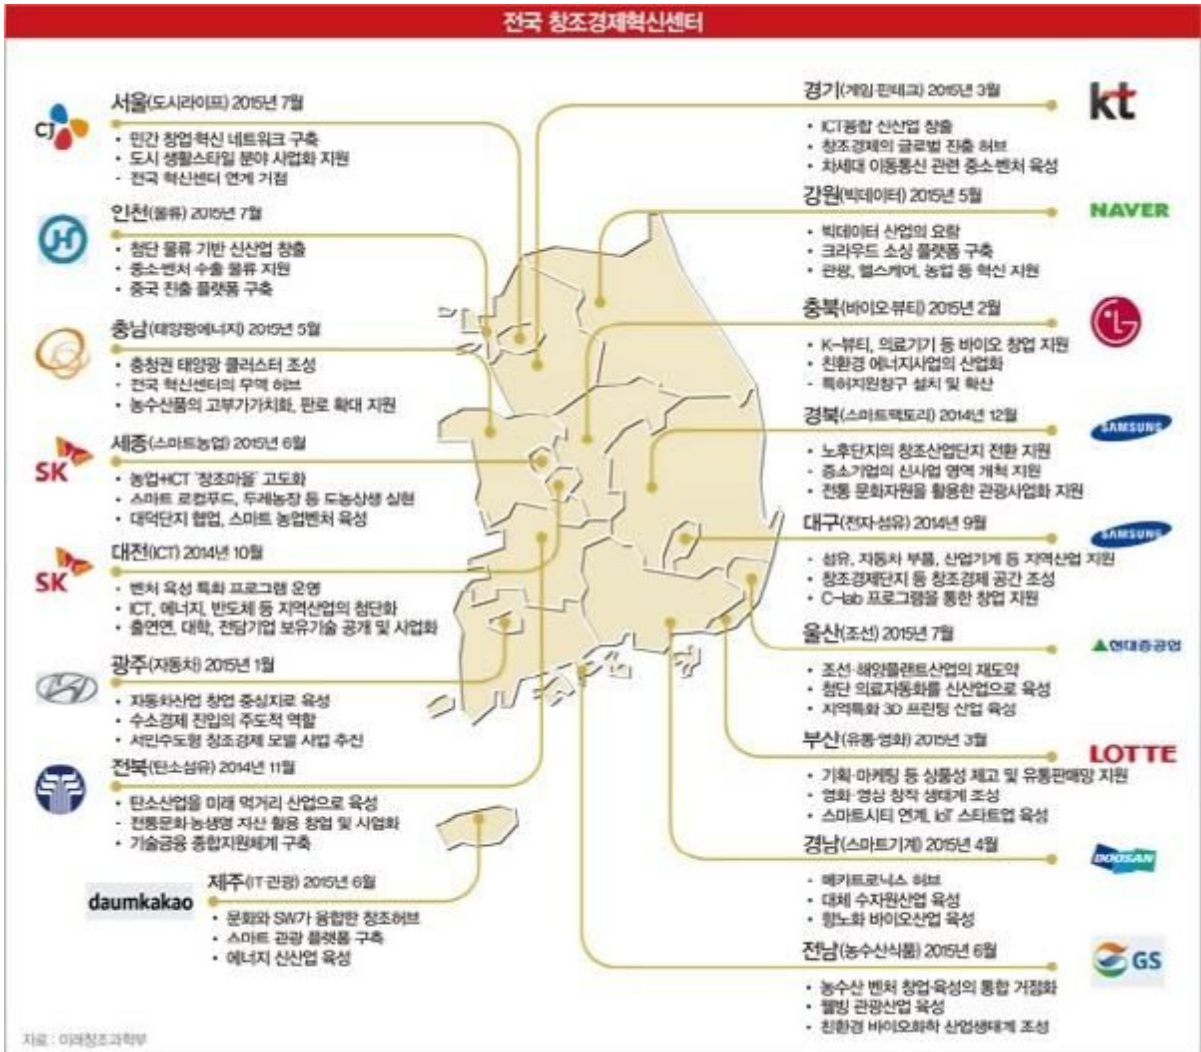 전국 창조경제혁신센터
CJ
서울(도시라이프) 2015년 7월
• 민간 창업·혁신 네트워크 구축
• 도시 생활스타일 분야 사업화 지원
- 전국 혁신센터 연계 거점
인천(물류) 2015년 7월
• 첨단 물류 기반 신산업 창출
• 중소·벤처 수출 물류 지원
• 중국 진출 플랫폼 구축
충남(태양광에너지) 2015년 5월
• 충청권 태양광 클러스터 조성
- 전국 혁신센터의 무역 허브
• 농수산품의 고부가가치화, 판로 확대 지원
SK
세종(스마트농업) 2015년 6월
• 농업+ICT '창조마을' 고도화
• 스마트 로컬푸드, 두레농장 등 도농상생 실현
• 대덕단지 협업, 스마트 농업벤처 육성
SK
대전(ICT) 2014년 10월
• 벤처 육성 특화 프로그램 운영
• ICT, 에너지, 반도체 등 지역산업의 첨단화
• 출연연, 대학, 전담기업 보유기술 공개 및 사업화
광주(자동차) 2015년 1월
• 자동차산업 창업 중심지로 육성
• 수소경제 진입의 주도적 역할
• 서민주도형 창조경제 모델 사업 추진
전북(탄소섬유) 2014년 11월
• 탄소산업을 미래 먹거리 산업으로 육성
- 전통문화·농생명 자산 활용 창업 및 사업화
• 기술금융 종합지원체계 구축
daumkakao
제주(IT·관광) 2015년 6월
• 문화와 SW가 융합한 창조허브
• 스마트 관광 플랫폼 구축
• 에너지 신산업 육성
경기(게임·핀테크) 2015년 3월
kt
• ICT융합 신산업 창출
• 창조경제의 글로벌 진출 허브
• 차세대 이동통신 관련 중소·벤처 육성
강원(빅데이터) 2015년 5월
NAVER
• 빅데이터 산업의 요람
• 크라우드 소싱 플랫폼 구축
• 관광, 헬스케어, 농업 등 혁신 지원
충북(바이오·뷰티) 2015년 2월
• K-뷰티, 의료기기 등 바이오 창업 지원
• 친환경 에너지사업의 산업화
- 특허지원창구 설치 및 확산
경북(스마트팩토리) 2014년 12월
SAMSUNG
• 노후단지의 창조산업단지 전환 지원
- 중소기업의 신사업 영역 개척 지원
• 전통 문화자원을 활용한 관광사업화 지원
대구(전자·섬유) 2014년 9월
SAMSUNG
• 섬유, 자동차 부품, 산업기계 등 지역산업 지원
• 창조경제단지 등 창조경제 공간 조성
• C-lab 프로그램을 통한 창업 지원
울산(조선) 2015년 7월
현대중공업
• 조선·해양플랜트산업의 재도약
• 첨단 의료자동화를 신산업으로 육성
• 지역특화 3D 프린팅 산업 육성
부산(유통·영화) 2015년 3월
LOTTE
• 기획·마케팅 등 상품성 제고 및 유통판매망 지원
• 영화·영상 창작 생태계 조성
• 스마트시티 연계, IoT 스타트업 육성
경남(스마트기계) 2015년 4월
DOOSAN
- 메카트로닉스 허브
• 대체 수자원산업 육성
• 항노화 바이오산업 육성
전남(농수산식품) 2015년 6월
GS
• 농수산 벤처 창업·육성의 통합 거점화
• 웰빙 관광산업 육성
• 친환경 바이오화학 산업생태계 조성
자료 : 미래창조과학부